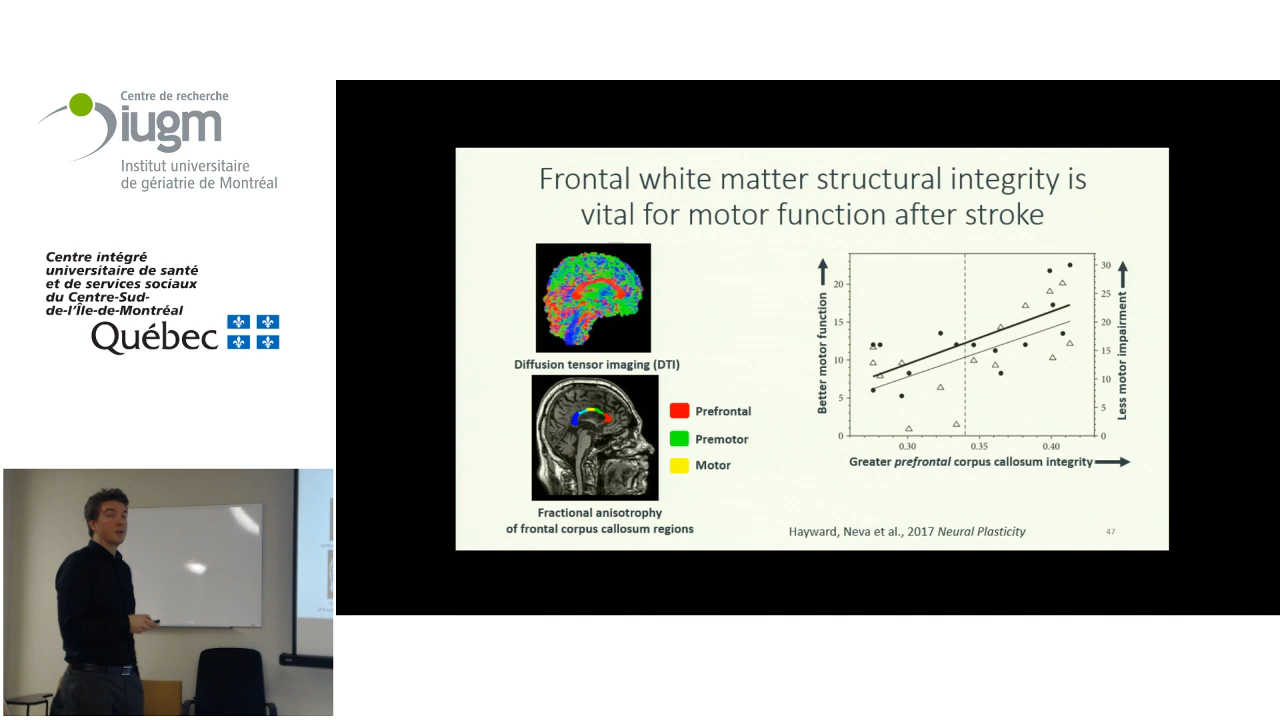 Centre de recherche
iugm
Institut universitaire
de gériatrie de Montréal
Centre intégré
universitaire de santé
et de services sociaux
du Centre-Sud-
de-l'Île-de-Montréal
Québec
Frontal white matter structural integrity is
vital for motor function after stroke
Diffusion tensor imaging (DTI)
Prefrontal
Premotor
Motor
Fractional anisotropy
of frontal corpus callosum regions
Better motor function
20
15
10
5
0
30
25
20
15
10
5
0
Less motor impairment
0.30
0.35
0.40
Greater prefrontal corpus callosum integrity
Hayward, Neva et al., 2017 Neural Plasticity
47